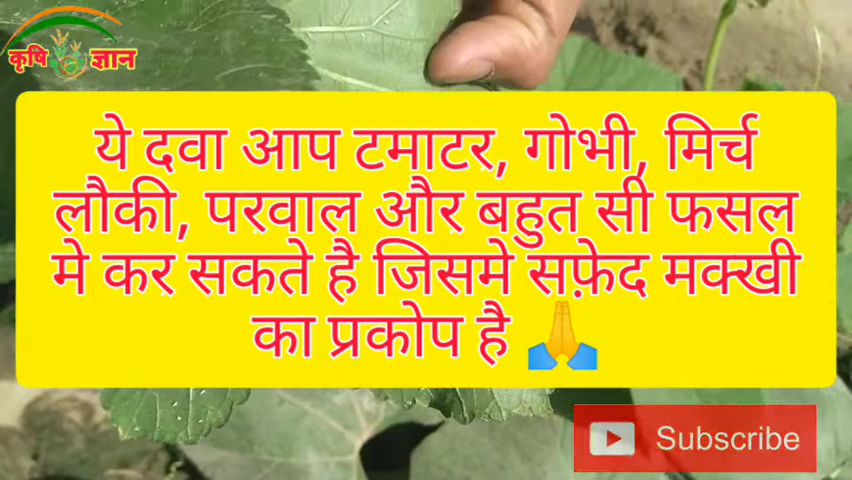 कृषि ज्ञान
ये दवा आप टमाटर, गोभी, मिर्च
लौकी, परवाल और बहुत सी फसल
मे कर सकते है जिसमे सफ़ेद मक्खी
का प्रकोप है 🙏
Subscribe